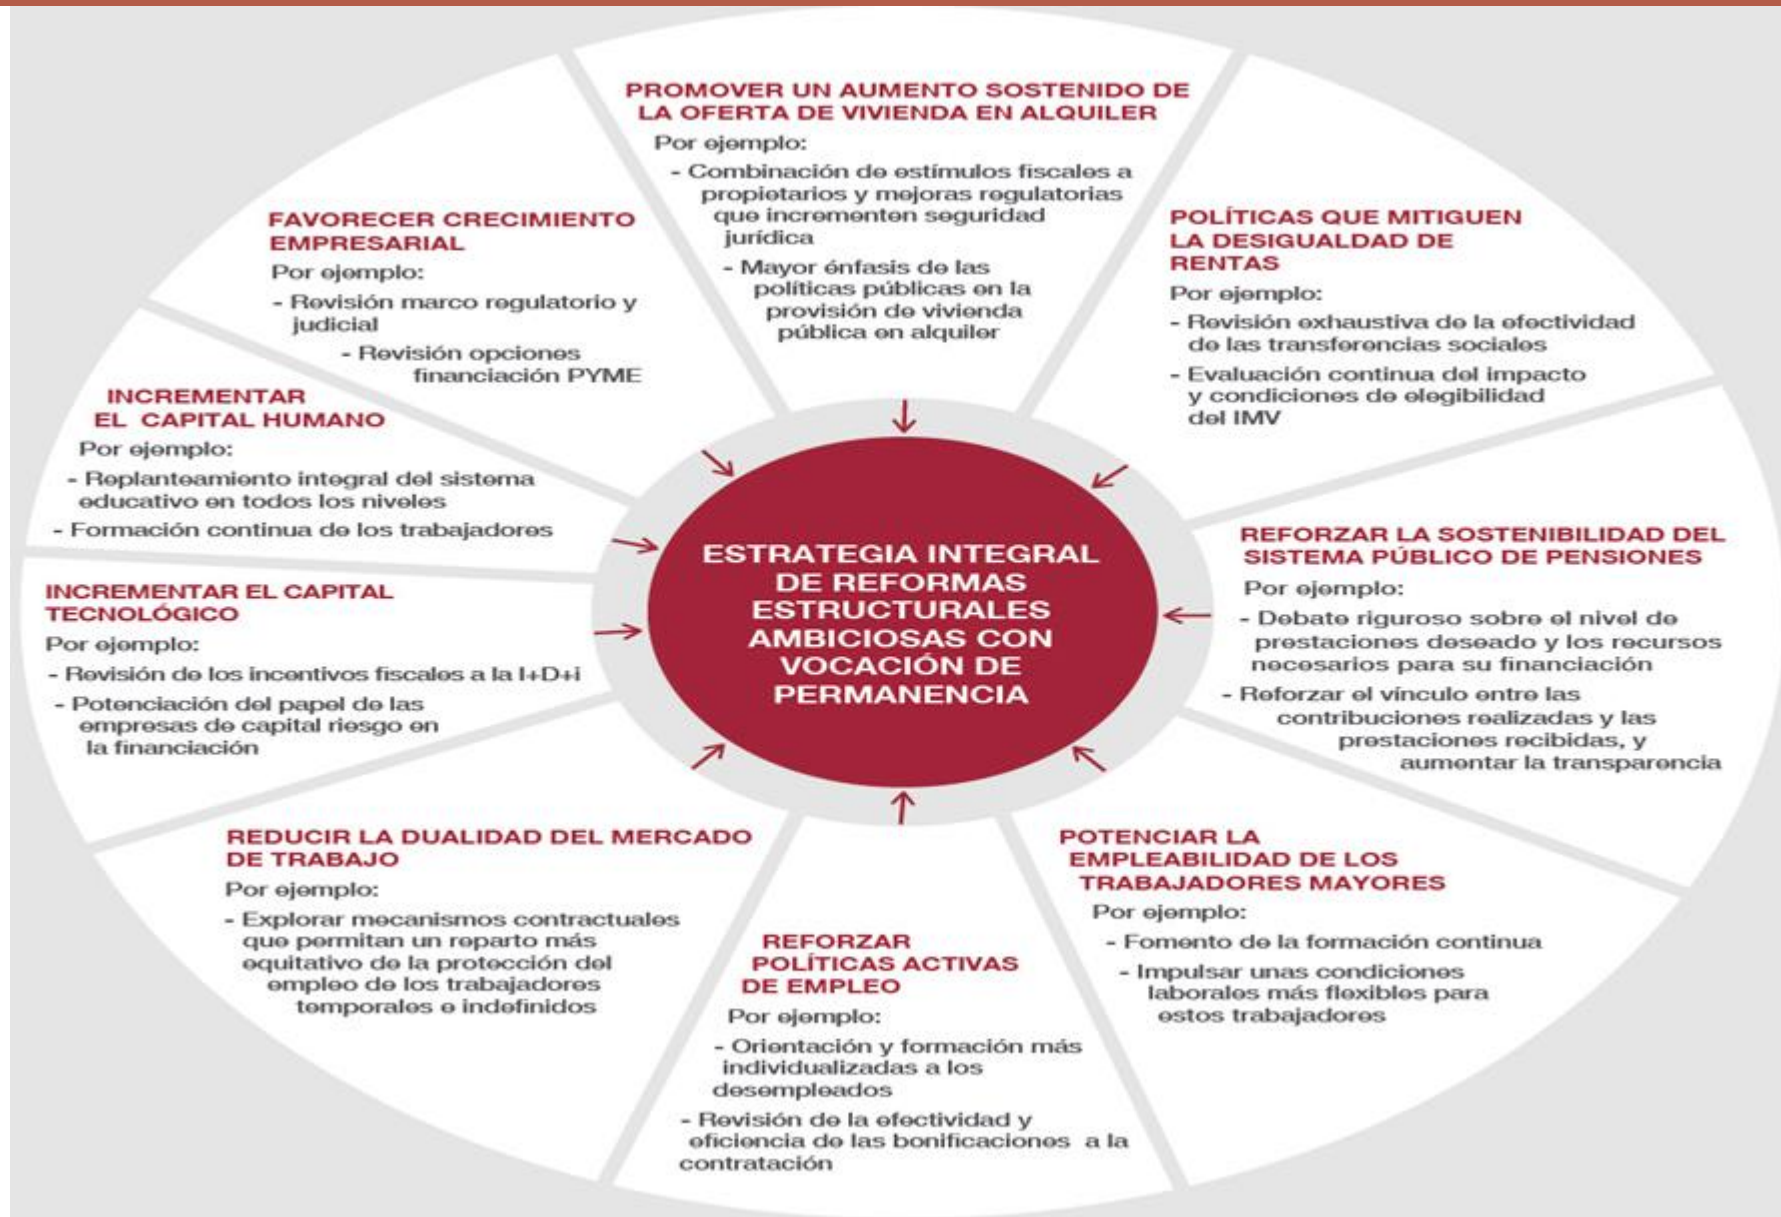 PROMOVER UN AUMENTO SOSTENIDO DE
LA OFERTA DE VIVIENDA EN ALQUILER
Por ejemplo:
- Combinación de estímulos fiscales a
propietarios y mejoras regulatorias
que incrementen seguridad
jurídica
- Mayor énfasis de las
políticas públicas en la
provisión de vivienda
pública en alquiler
POLÍTICAS QUE MITIGUEN
LA DESIGUALDAD DE
RENTAS
Por ejemplo:
- Revisión exhaustiva de la efectividad
de las transferencias sociales
- Evaluación continua del impacto
y condiciones de elegibilidad
del IMV
REFORZAR LA SOSTENIBILIDAD DEL
SISTEMA PÚBLICO DE PENSIONES
Por ejemplo:
- Debate riguroso sobre el nivel de
prestaciones deseado y los recursos
necesarios para su financiación
- Reforzar el vínculo entre las
contribuciones realizadas y las
prestaciones recibidas, y
aumentar la transparencia
POTENCIAR LA
EMPLEABILIDAD DE LOS
TRABAJADORES MAYORES
Por ejemplo:
- Fomento de la formación continua
- Impulsar unas condiciones
laborales más flexibles para
estos trabajadores
REFORZAR
POLÍTICAS ACTIVAS
DE EMPLEO
Por ejemplo:
- Orientación y formación más
individualizadas a los
desempleados
- Revisión de la efectividad y
eficiencia de las bonificaciones a la
contratación
REDUCIR LA DUALIDAD DEL MERCADO
DE TRABAJO
Por ejemplo:
- Explorar mecanismos contractuales
que permitan un reparto más
equitativo de la protección del
empleo de los trabajadores
temporales e indefinidos
INCREMENTAR EL CAPITAL
TECNOLÓGICO
Por ejemplo:
- Revisión de los incentivos fiscales a la I+D+i
- Potenciación del papel de las
empresas de capital riesgo en
la financiación
INCREMENTAR
EL CAPITAL HUMANO
Por ejemplo:
- Replanteamiento integral del sistema
educativo en todos los niveles
- Formación continua de los trabajadores
FAVORECER CRECIMIENTO
EMPRESARIAL
Por ejemplo:
- Revisión marco regulatorio y
judicial
- Revisión opciones
financiación PYME
ESTRATEGIA INTEGRAL
DE REFORMAS
ESTRUCTURALES
AMBICIOSAS CON
VOCACIÓN DE
PERMANENCIA